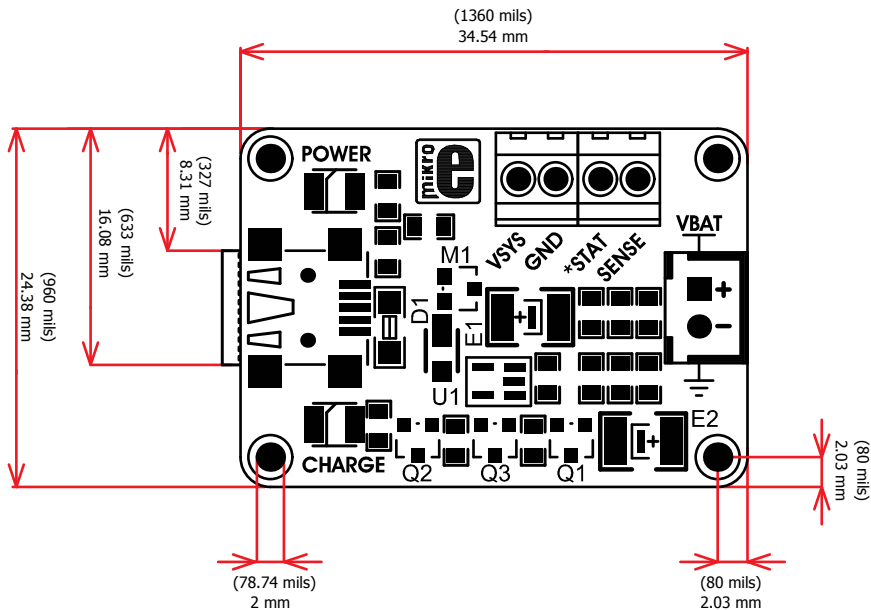 (1360 mils)
34.54 mm
(327 mils)
8.31 mm
(633 mils)
16.08 mm
(960 mils)
24.38 mm
POWER
mikro
e
VSYS
GND
*STAT
SENSE
VBAT
+
-
M1
D1
E1
+
U1
E2
+
CHARGE
Q2
Q3
Q1
(80 mils)
2.03 mm
(78.74 mils)
2 mm
(80 mils)
2.03 mm